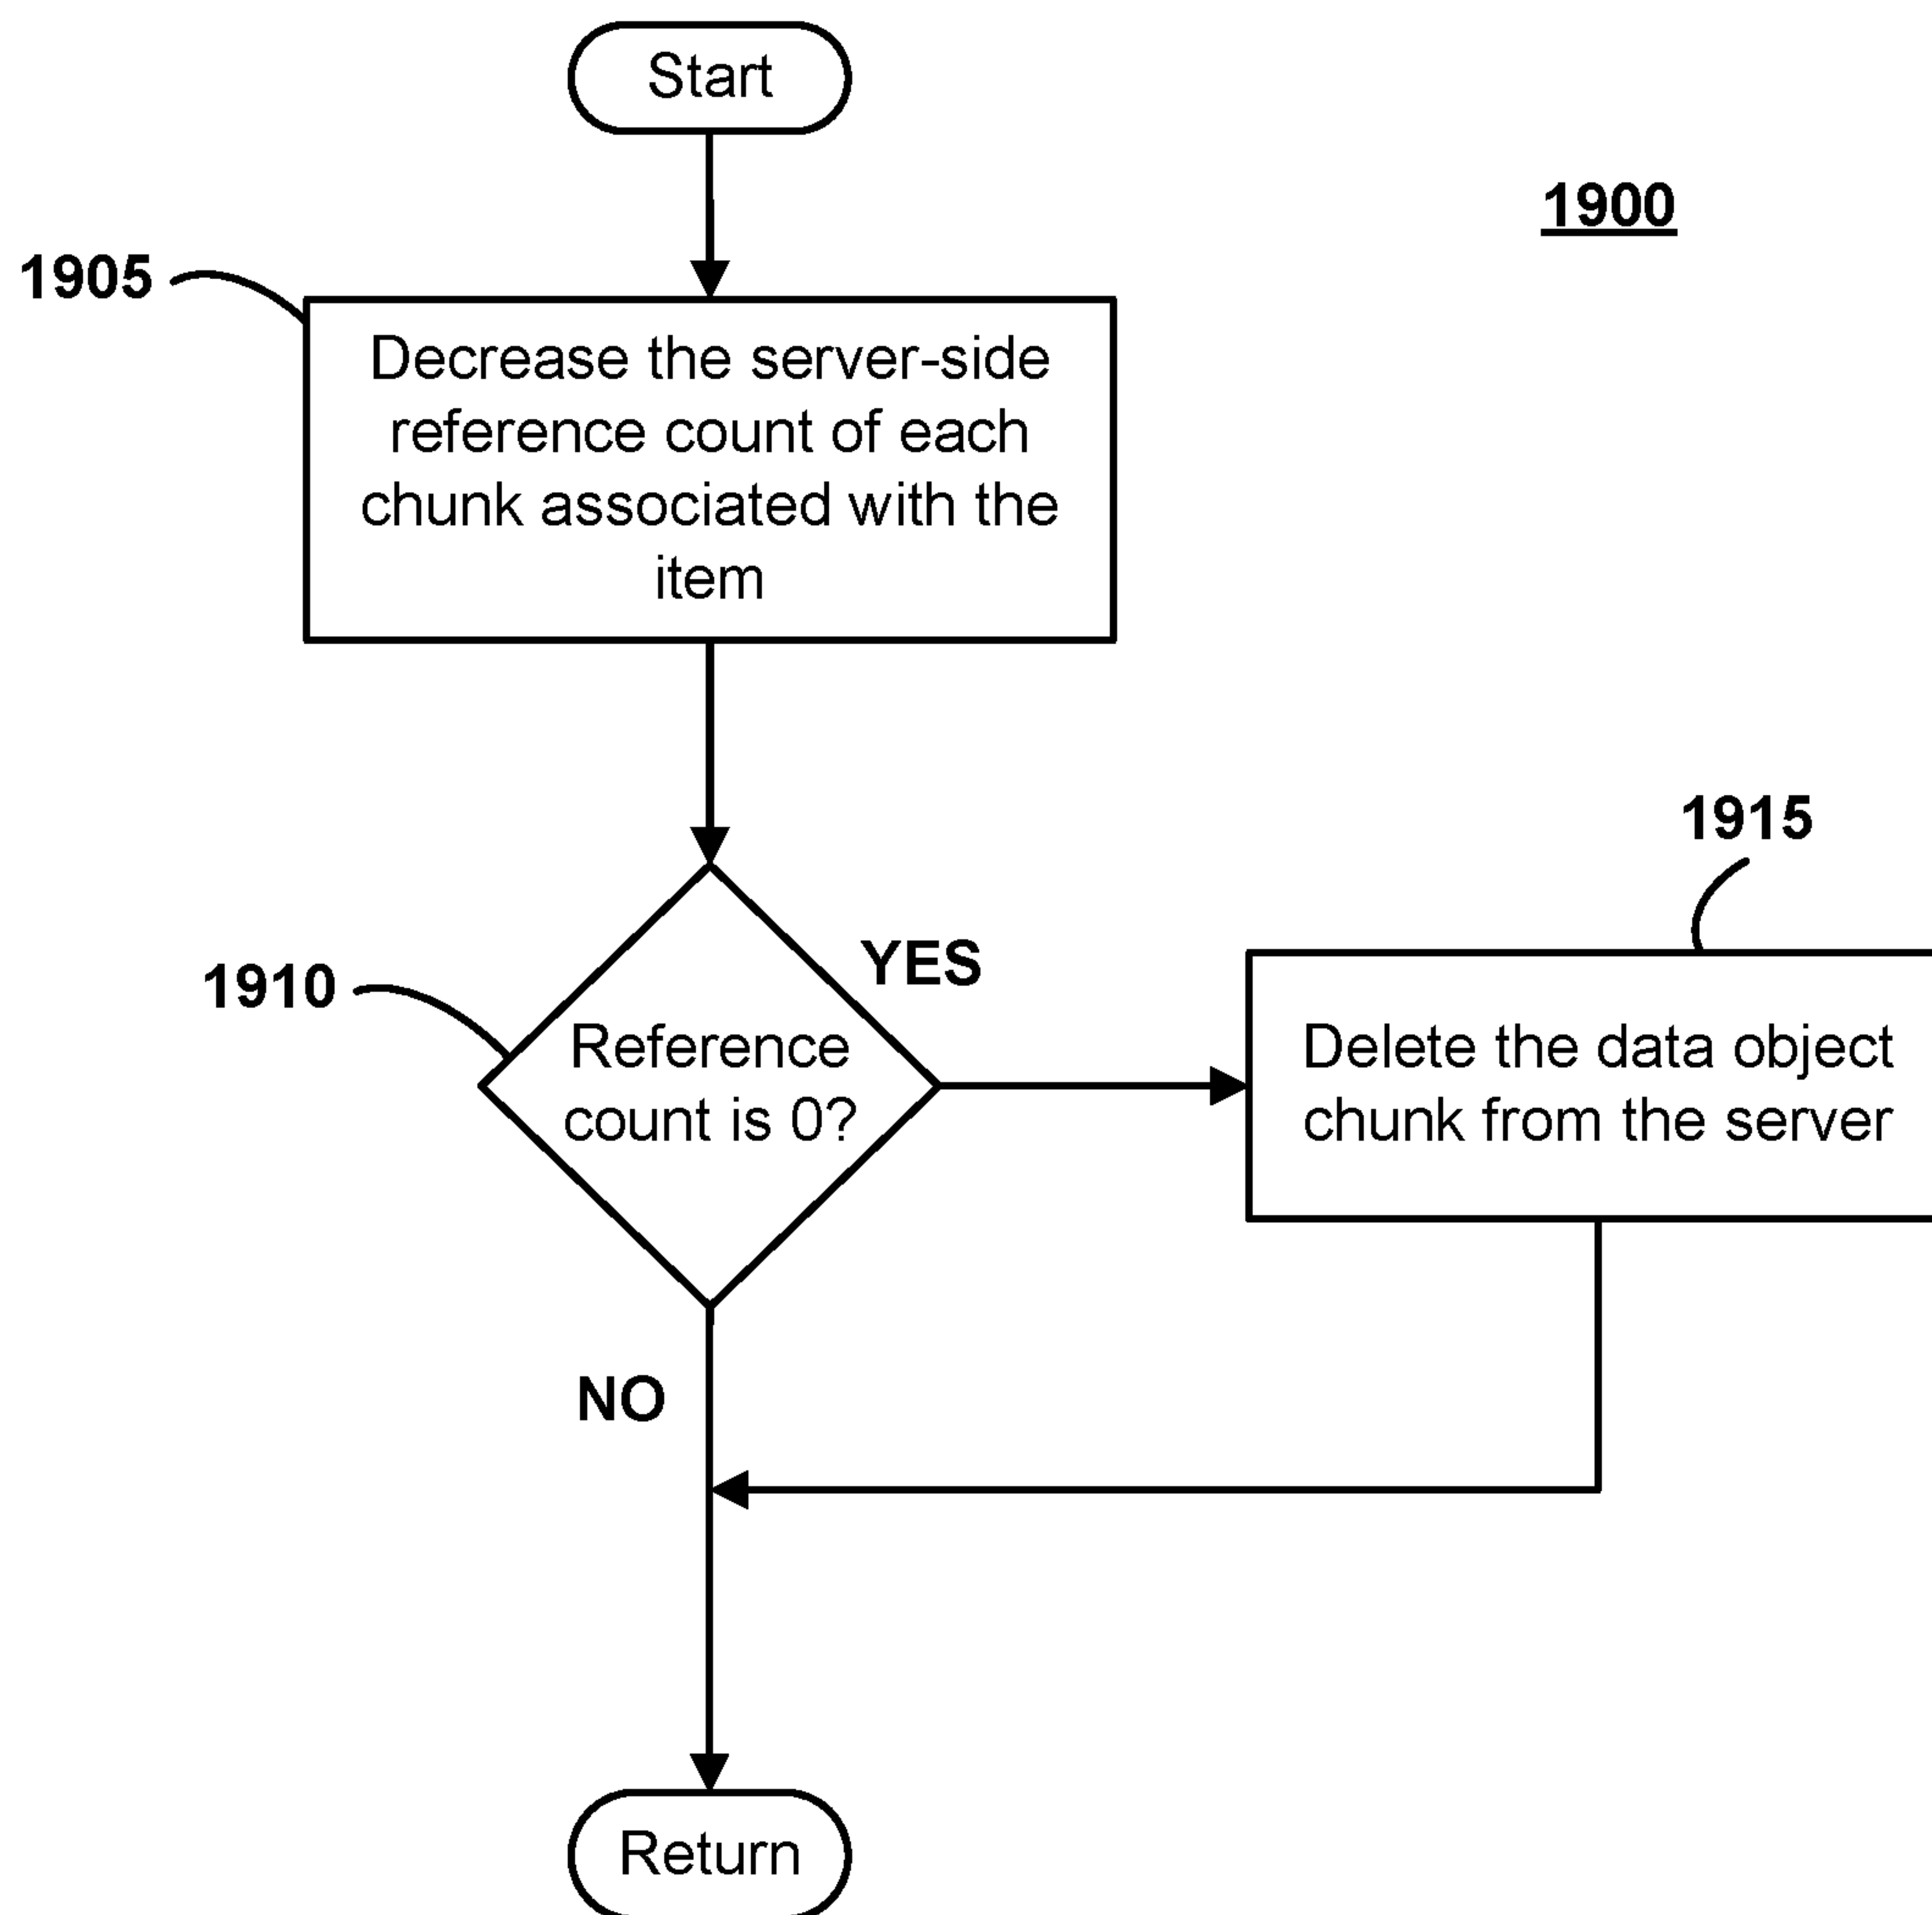 Start
1900
1905
Decrease the server-side
reference count of each
chunk associated with the
item
1915
YES
1910
Reference
count is 0?
Delete the data object
chunk from the server
NO
Return